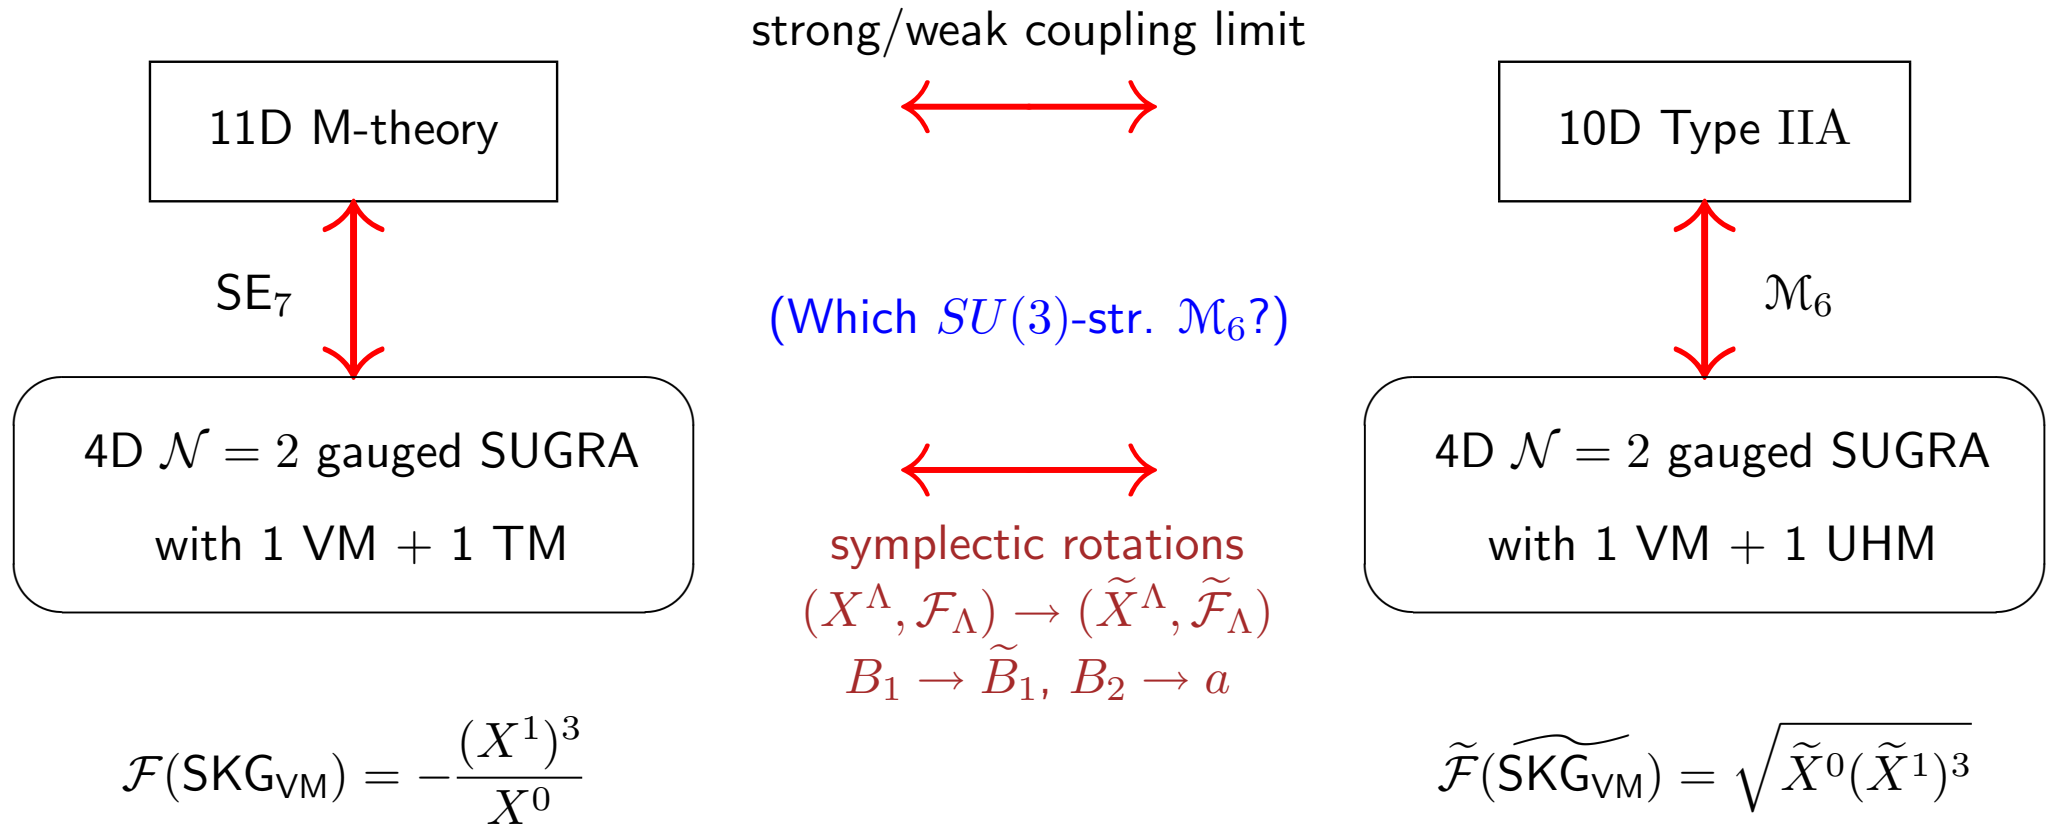 strong/weak coupling limit
11D M-theory
10D Type IIA
SE₇
(Which SU(3)-str. ℳ₆?)
ℳ₆
4D 𝒩 = 2 gauged SUGRA
with 1 VM + 1 TM
4D 𝒩 = 2 gauged SUGRA
with 1 VM + 1 UHM
symplectic rotations
(X^Λ, ℱ_Λ) → (X̃^Λ, ℱ̃_Λ)
B₁ → B̃₁, B₂ → a
ℱ(SKG_VM) = −(X¹)³/X⁰
ℱ̃(S͠K͠G_VM) = √(X̃⁰(X̃¹)³)